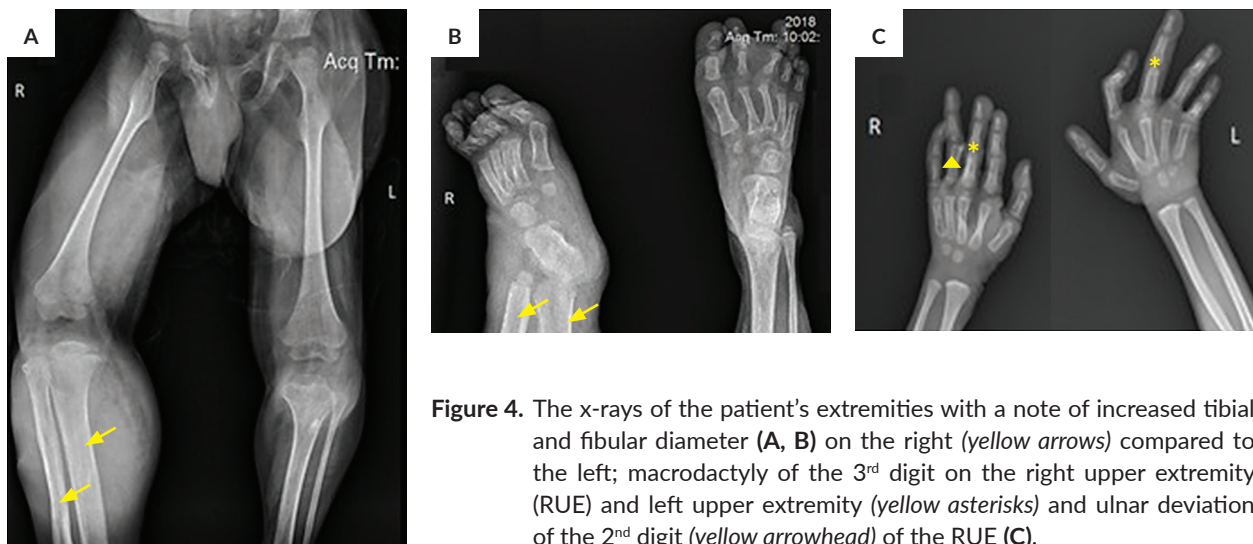 A
Acq Tm:
R
L
B
2018
Acq Tm: 10:02:
R
C
R
L
*
*
Figure 4. The x-rays of the patient’s extremities with a note of increased tibial
and fibular diameter (A, B) on the right (yellow arrows) compared to
the left; macrodactyly of the 3rd digit on the right upper extremity
(RUE) and left upper extremity (yellow asterisks) and ulnar deviation
of the 2nd digit (yellow arrowhead) of the RUE (C).